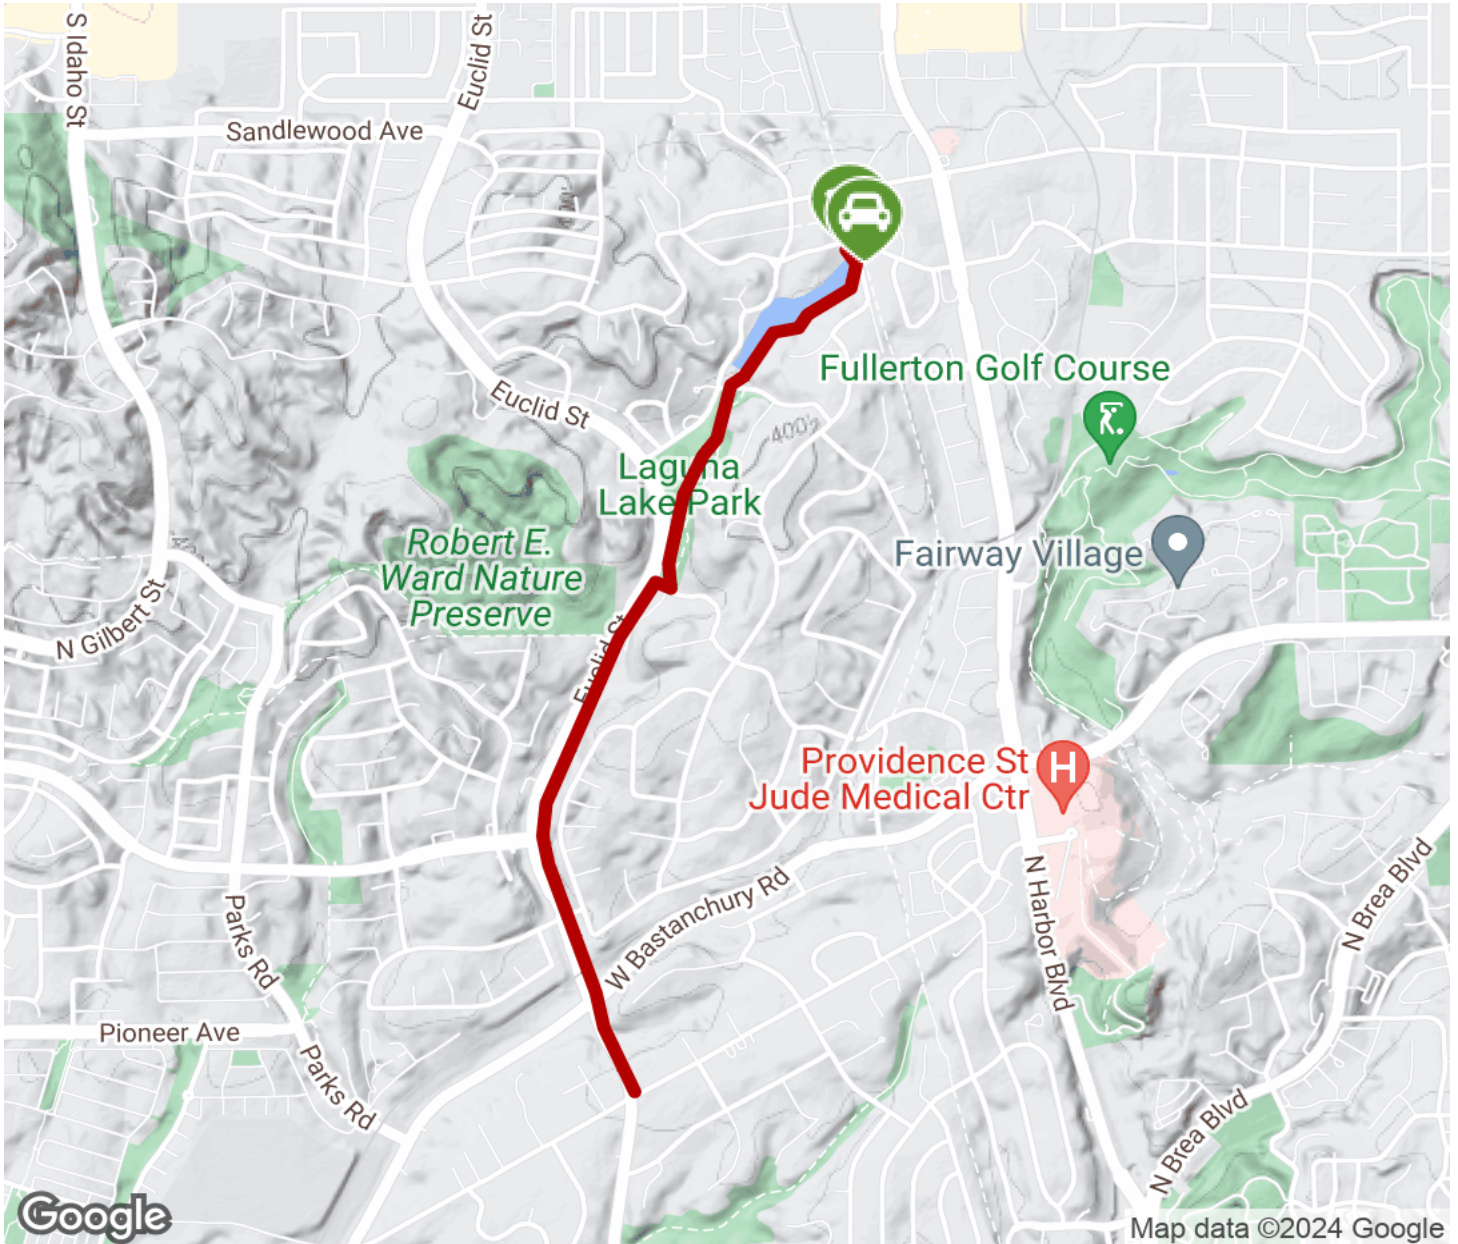 S Idaho St
Euclid St
Sandlewood Ave
Fullerton Golf Course
Euclid St
400's
Laguna
Lake Park
Robert E.
Ward Nature
Preserve
Fairway Village
N Gilbert St
Euclid St
Providence St
Jude Medical Ctr
H
W Bastanchury Rd
N Harbor Blvd
N Brea Blvd
Parks Rd
Pioneer Ave
Parks Rd
N Brea Blvd
Google
Map data ©2024 Google